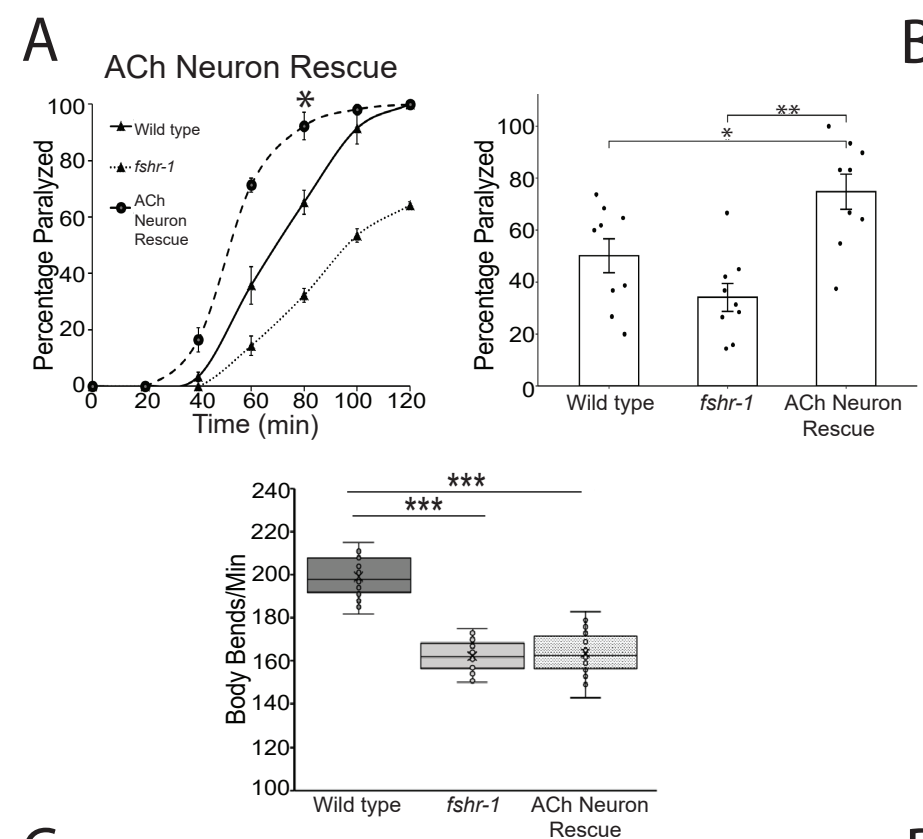 A
B
ACh Neuron Rescue
Percentage Paralyzed
100
80
60
40
20
0
*
Wild type
fshr-1
ACh
Neuron
Rescue
0 20 40 60 80 100 120
Time (min)
Percentage Paralyzed
100
80
60
40
20
0
**
*
Wild type fshr-1 ACh Neuron
Rescue
Body Bends/Min
240
220
200
180
160
140
120
100
***
***
Wild type fshr-1 ACh Neuron
Rescue